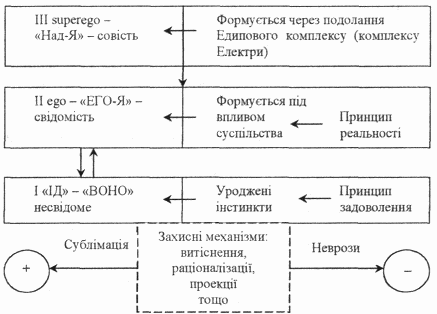 III superego –
«Над-Я» – совість
Формується через подолання
Едипового комплексу (комплексу
Електри)
II ego – «ЕГО-Я» –
свідомість
Формується під
впливом
суспільства
Принцип
реальності
I «ІД» – «ВОНО»
несвідоме
Уроджені
інстинкти
Принцип
задоволення
Сублімація
Захисні механізми:
витіснення,
раціоналізації,
проекції
тощо
Неврози
+
–